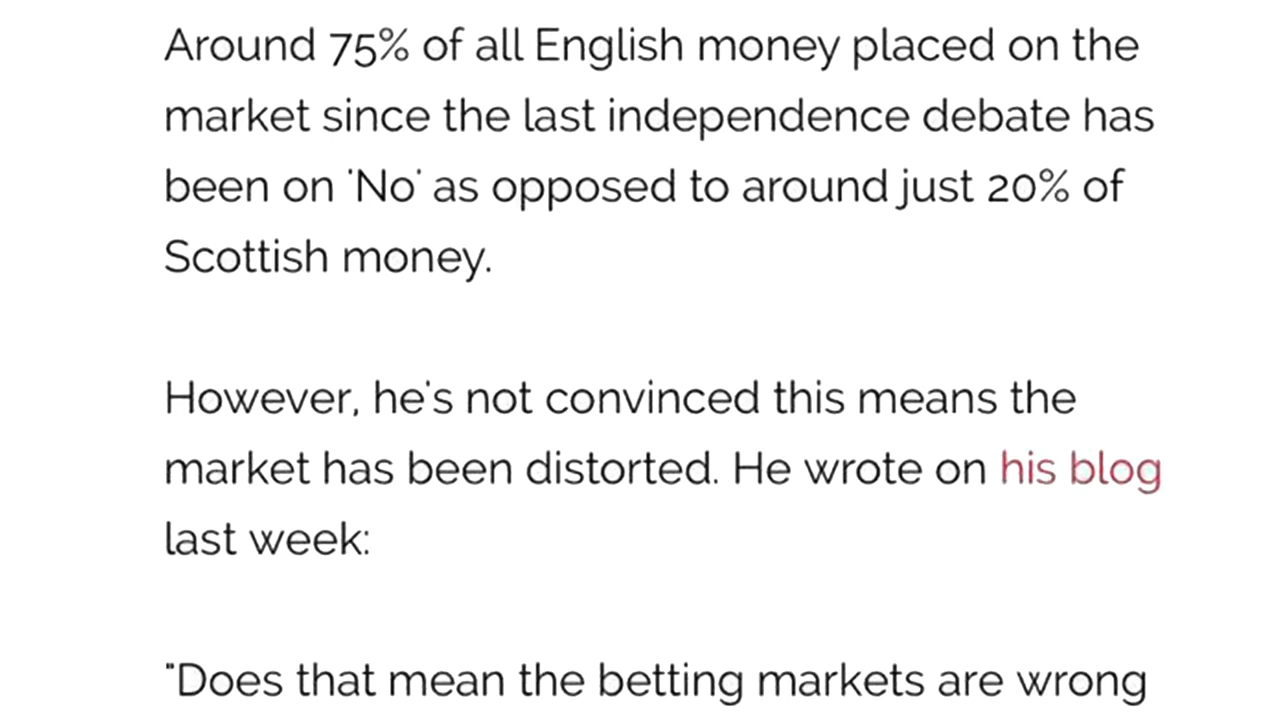 Around 75% of all English money placed on the
market since the last independence debate has
been on 'No' as opposed to around just 20% of
Scottish money.
However, he's not convinced this means the
market has been distorted. He wrote on his blog
last week:
"Does that mean the betting markets are wrong